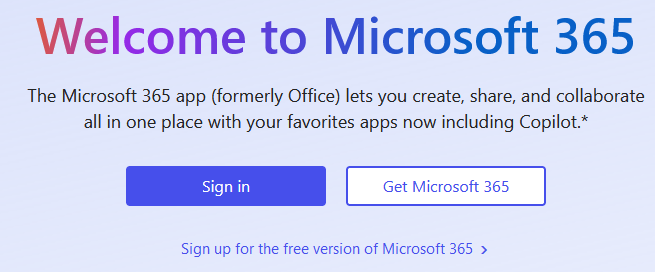 Welcome to Microsoft 365
The Microsoft 365 app (formerly Office) lets you create, share, and collaborate
all in one place with your favorites apps now including Copilot.*
Sign in
Get Microsoft 365
Sign up for the free version of Microsoft 365 >